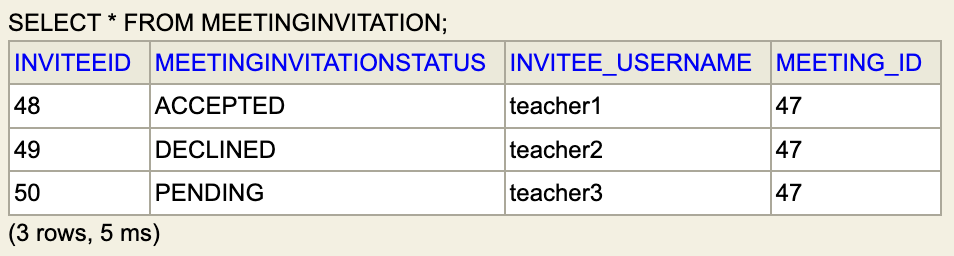 SELECT * FROM MEETINGINVITATION;
INVITEEID MEETINGINVITATIONSTATUS INVITEE_USERNAME MEETING_ID
48 ACCEPTED teacher1 47
49 DECLINED teacher2 47
50 PENDING teacher3 47
(3 rows, 5 ms)